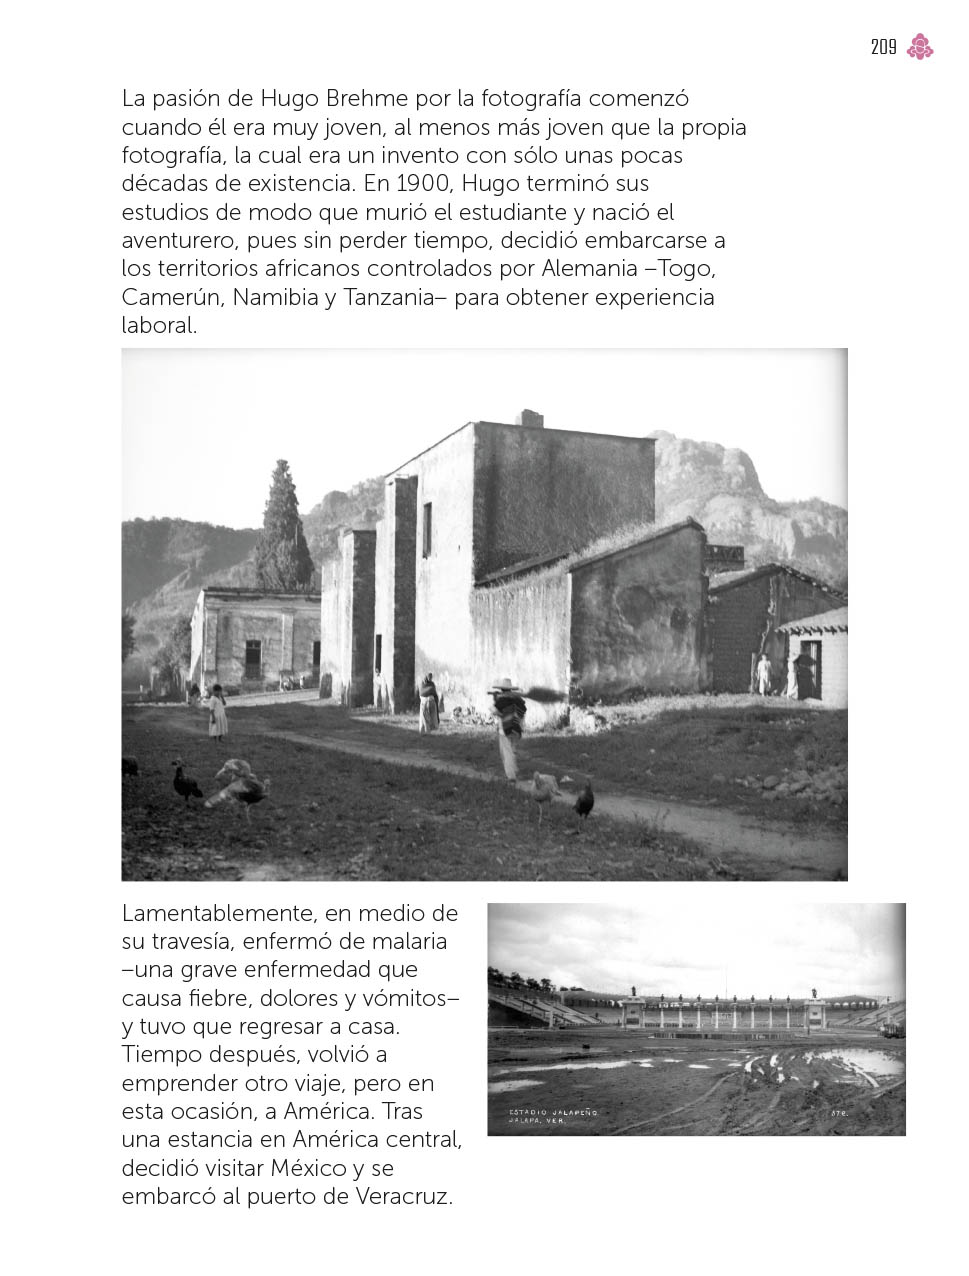 209
La pasión de Hugo Brehme por la fotografía comenzó
cuando él era muy joven, al menos más joven que la propia
fotografía, la cual era un invento con sólo unas pocas
décadas de existencia. En 1900, Hugo terminó sus
estudios de modo que murió el estudiante y nació el
aventurero, pues sin perder tiempo, decidió embarcarse a
los territorios africanos controlados por Alemania –Togo,
Camerún, Namibia y Tanzania– para obtener experiencia
laboral.
Lamentablemente, en medio de
su travesía, enfermó de malaria
–una grave enfermedad que
causa fiebre, dolores y vómitos–
y tuvo que regresar a casa.
Tiempo después, volvió a
emprender otro viaje, pero en
esta ocasión, a América. Tras
una estancia en América central,
decidió visitar México y se
embarcó al puerto de Veracruz.
ESTADIO JALAPEÑO.
JALAPA, VER.